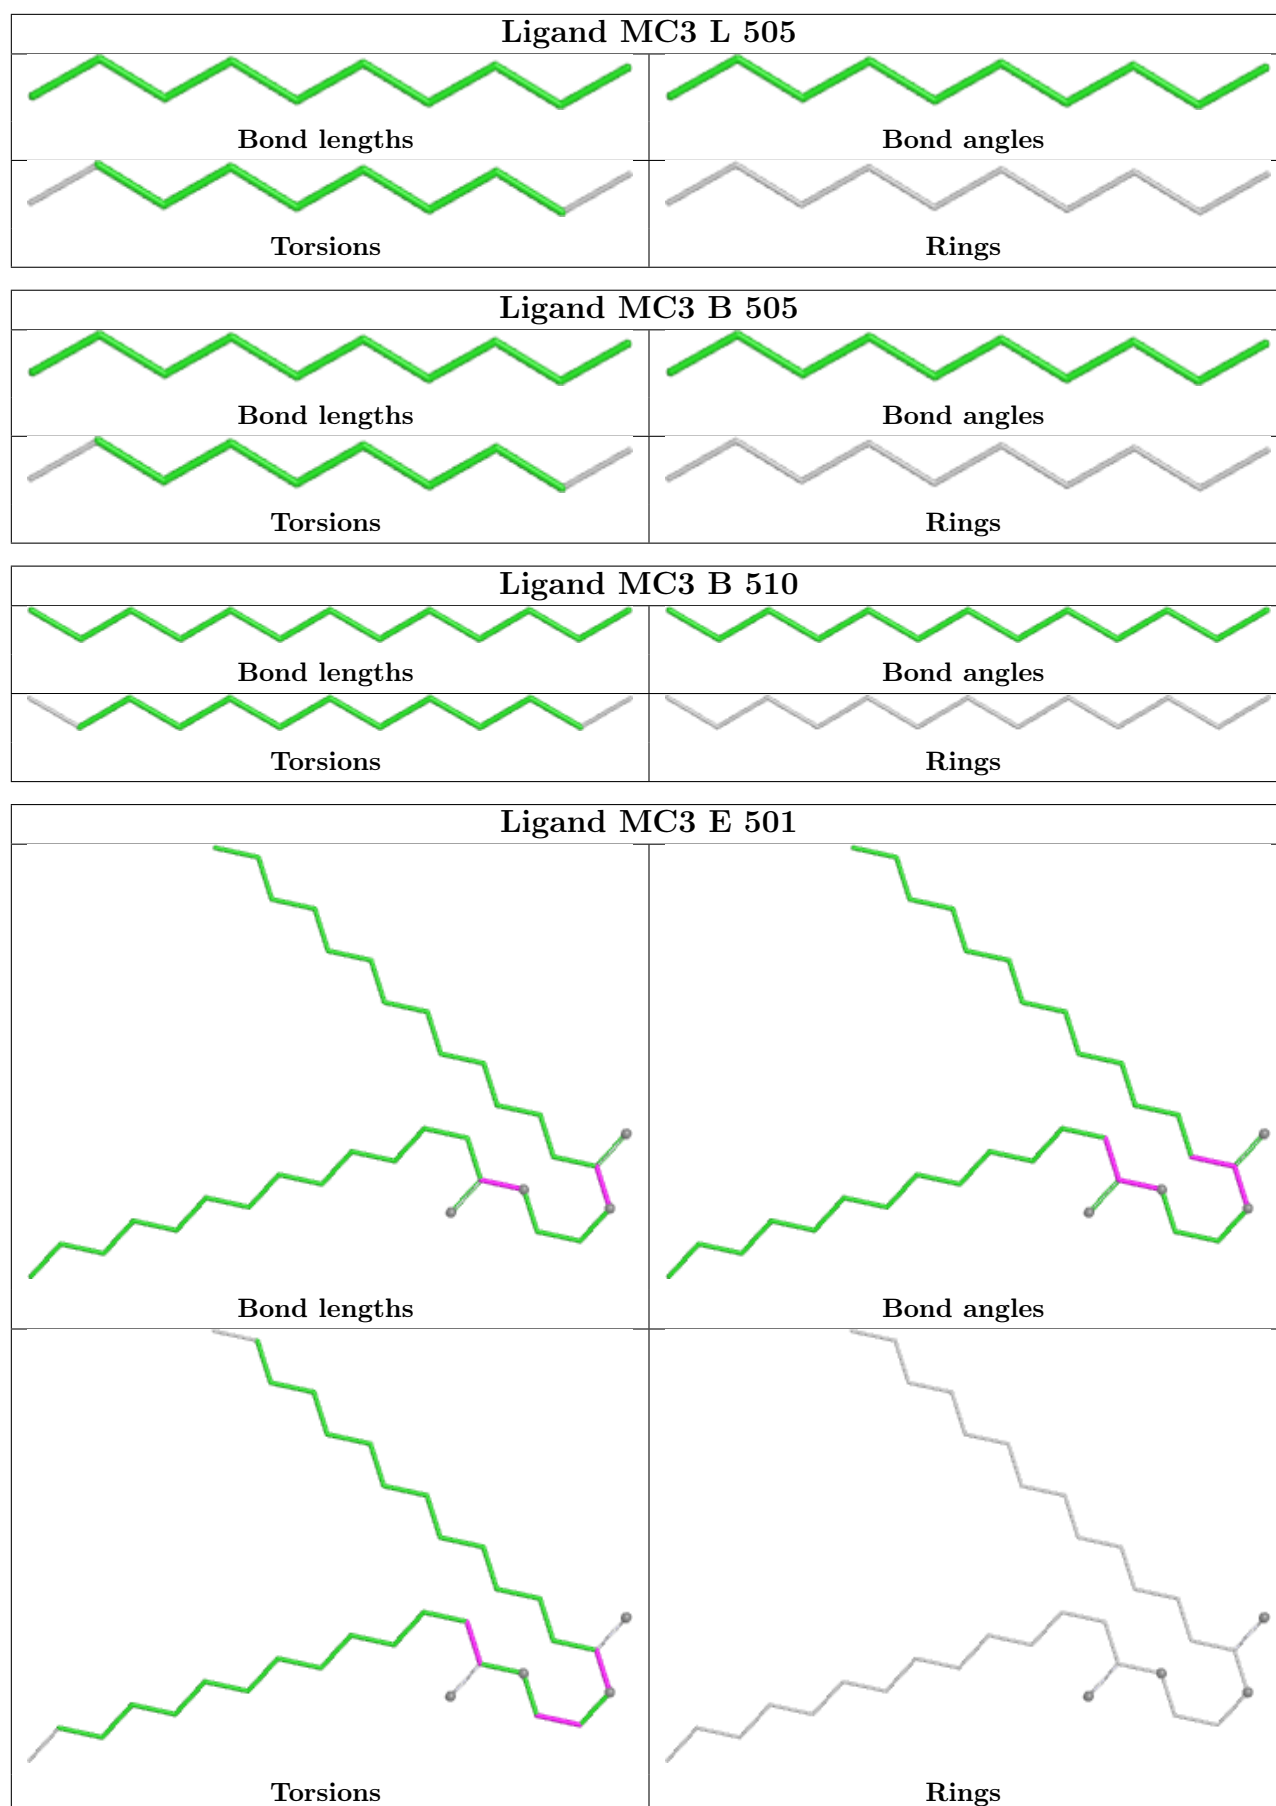 Ligand MC3 L 505
Bond lengths
Bond angles
Torsions
Rings
Ligand MC3 B 505
Bond lengths
Bond angles
Torsions
Rings
Ligand MC3 B 510
Bond lengths
Bond angles
Torsions
Rings
Ligand MC3 E 501
Bond lengths
Bond angles
Torsions
Rings